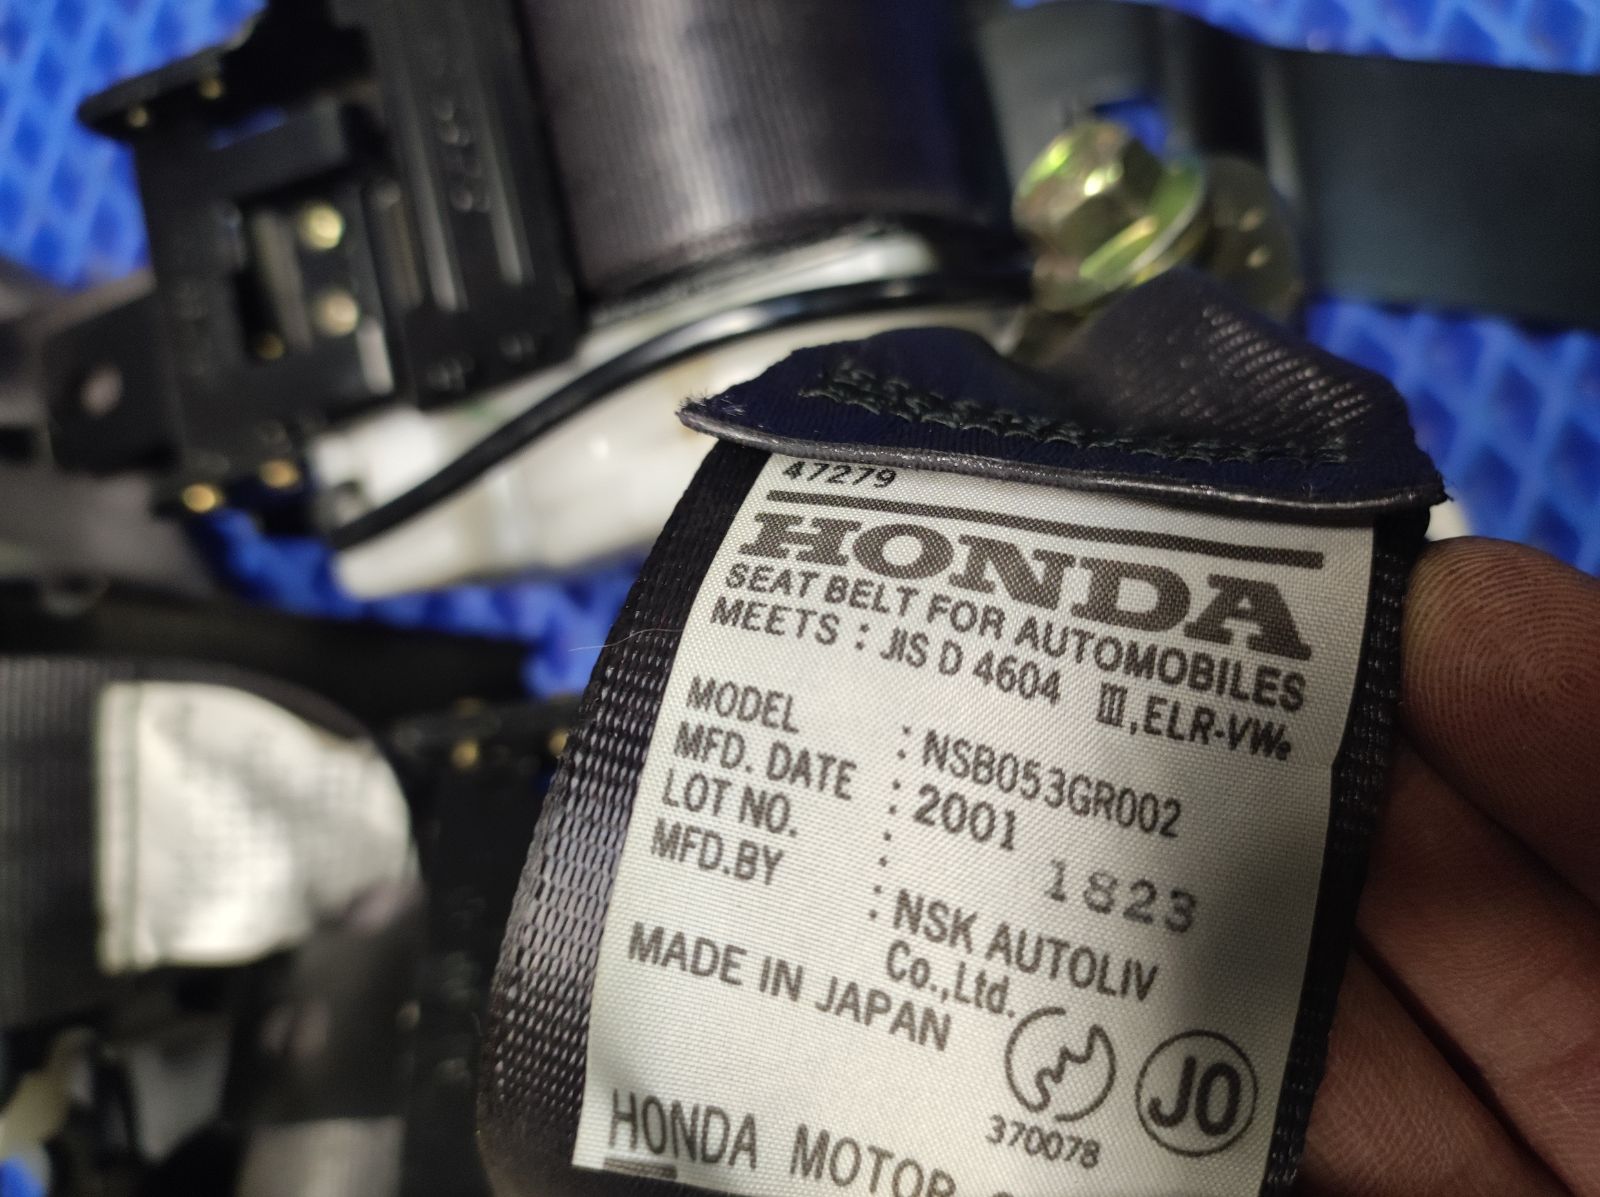 47279
HONDA
SEAT BELT FOR AUTOMOBILES
MEETS : JIS D 4604 Ⅲ,ELR-VWe
MODEL : NSB053GR002
MFD. DATE : 2001
LOT NO. : 1823
MFD.BY : NSK AUTOLIV
Co.,Ltd.
MADE IN JAPAN
370078
JO
HONDA MOTOR